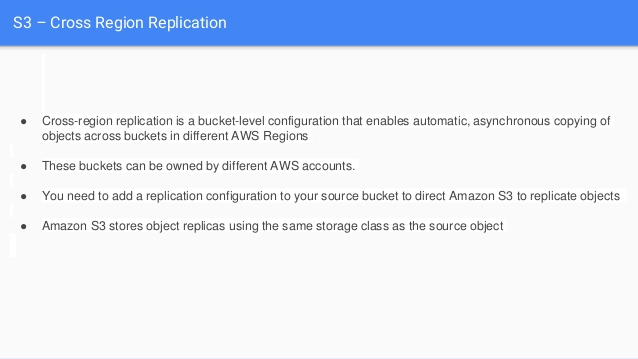 S3 – Cross Region Replication
● Cross-region replication is a bucket-level configuration that enables automatic, asynchronous copying of
objects across buckets in different AWS Regions
● These buckets can be owned by different AWS accounts.
● You need to add a replication configuration to your source bucket to direct Amazon S3 to replicate objects
● Amazon S3 stores object replicas using the same storage class as the source object